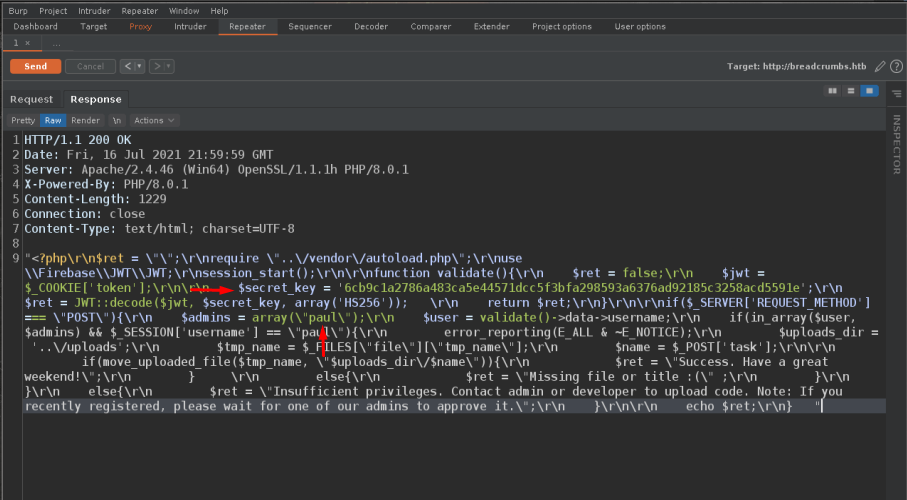 Burp Project Intruder Repeater Window Help
Dashboard Target Proxy Intruder Repeater Sequencer Decoder Comparer Extender Project options User options
1 × ...
Send Cancel < > Target: http://breadcrumbs.htb ?
Request Response
Pretty Raw Render \n Actions
INSPECTOR
1 HTTP/1.1 200 OK
2 Date: Fri, 16 Jul 2021 21:59:59 GMT
3 Server: Apache/2.4.46 (Win64) OpenSSL/1.1.1h PHP/8.0.1
4 X-Powered-By: PHP/8.0.1
5 Content-Length: 1229
6 Connection: close
7 Content-Type: text/html; charset=UTF-8
8
9 "<?php\r\n$ret = \"\";\r\nrequire \"..\/vendor\/autoload.php\";\r\nuse
\\Firebase\\JWT\\JWT;\r\nsession_start();\r\n\r\nfunction validate(){\r\n    $ret = false;\r\n    $jwt =
$_COOKIE['token'];\r\n\r\n    $secret_key = '6cb9c1a2786a483ca5e44571dcc5f3bfa298593a6376ad92185c3258acd5591e';\r\n
$ret = JWT::decode($jwt, $secret_key, array('HS256'));   \r\n    return $ret;\r\n}\r\n\r\nif($_SERVER['REQUEST_METHOD']
=== \"POST\"){\r\n    $admins = array(\"paul\");\r\n    $user = validate()->data->username;\r\n    if(in_array($user,
$admins) && $_SESSION['username'] == \"paul\"){\r\n        error_reporting(E_ALL & ~E_NOTICE);\r\n        $uploads_dir =
'..\/uploads';\r\n        $tmp_name = $_FILES[\"file\"][\"tmp_name\"];\r\n        $name = $_POST['task'];\r\n\r\n
if(move_uploaded_file($tmp_name, \"$uploads_dir\/$name\")){\r\n            $ret = \"Success. Have a great
weekend!\";\r\n        }     \r\n        else{\r\n            $ret = \"Missing file or title :(\" ;\r\n        }\r\n
}\r\n    else{\r\n        $ret = \"Insufficient privileges. Contact admin or developer to upload code. Note: If you
recently registered, please wait for one of our admins to approve it.\";\r\n    }\r\n\r\n    echo $ret;\r\n}   "